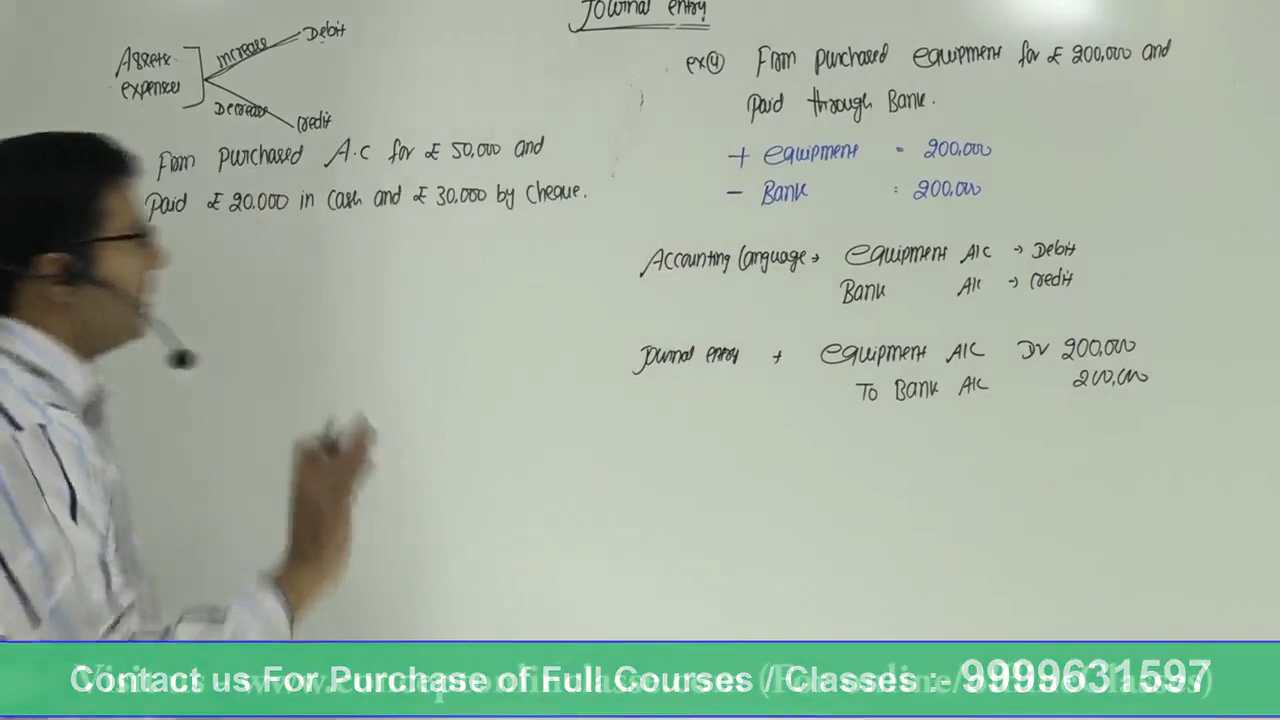 Journal entry
Assets
expenses
increase
Debit
Decrease
credit
Firm purchased A.C for £ 50,000 and
Paid £ 20,000 in cash and £ 30,000 by cheque.
ex④ Firm purchased equipment for £ 200,000 and
Paid through Bank.
+ equipment = 200,000
- Bank = 200,000
Accounting language → equipment A/C → Debit
Bank A/C → credit
Journal entry → equipment A/C Dr 200,000
To Bank A/C 200,000
Contact us For Purchase of Full Courses / Classes :- 9999631597